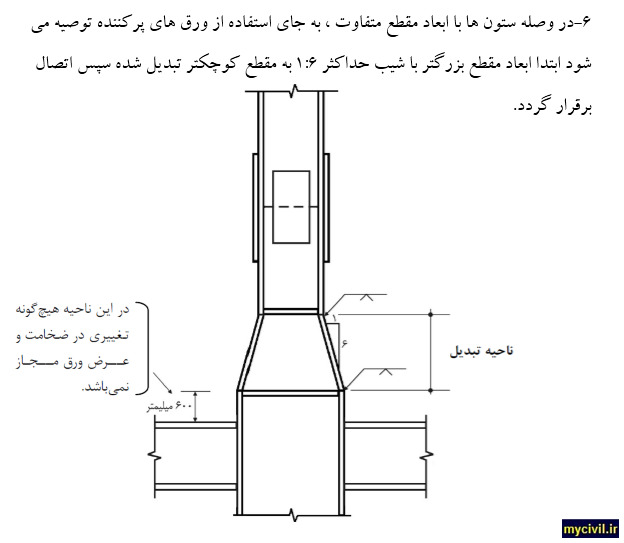 ۶-در وصله ستون ها با ابعاد مقطع متفاوت ، به جای استفاده از ورق های پرکننده توصیه می
شود ابتدا ابعاد مقطع بزرگتر با شیب حداکثر ۱:۶ به مقطع کوچکتر تبدیل شده سپس اتصال
برقرار گردد.
در این ناحیه هیچ‌گونه
تغییری در ضخامت و
عرض ورق مجاز
نمی‌باشد.
۱
۶
ناحیه تبدیل
۶۰۰ میلیمتر
mycivil.ir